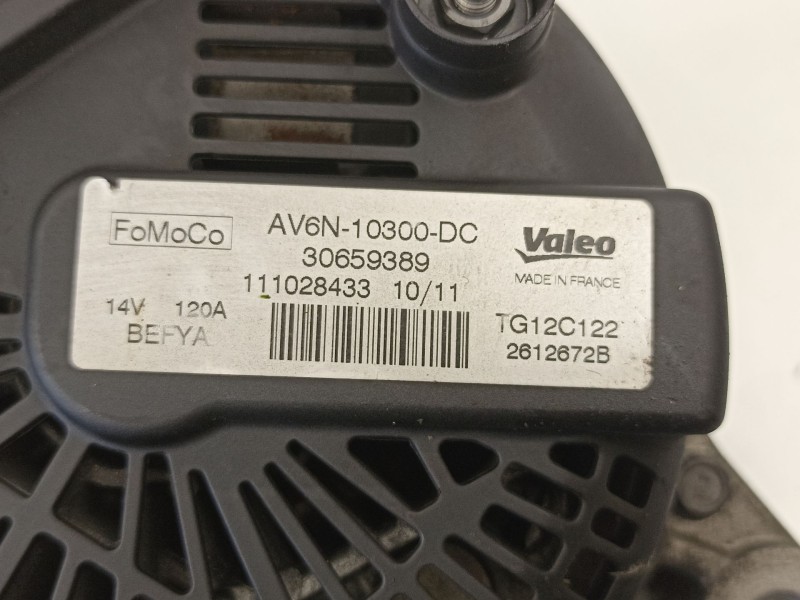 FoMoCo
AV6N-10300-DC
30659389
111028433 10/11
14V 120A
BEFYA
Valeo
MADE IN FRANCE
TG12C122
2612672B